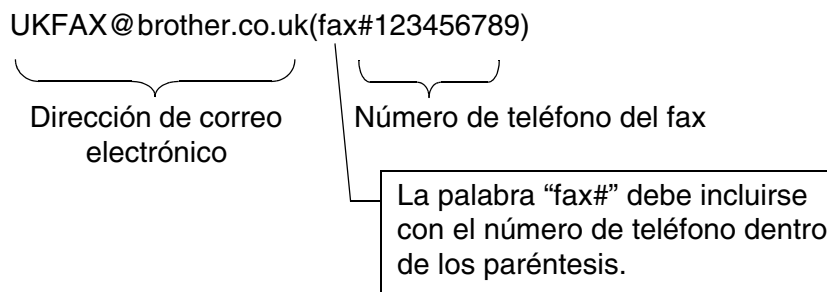 UKFAX@brother.co.uk(fax#123456789)
Dirección de correo
electrónico
Número de teléfono del fax
La palabra “fax#” debe incluirse
con el número de teléfono dentro
de los paréntesis.